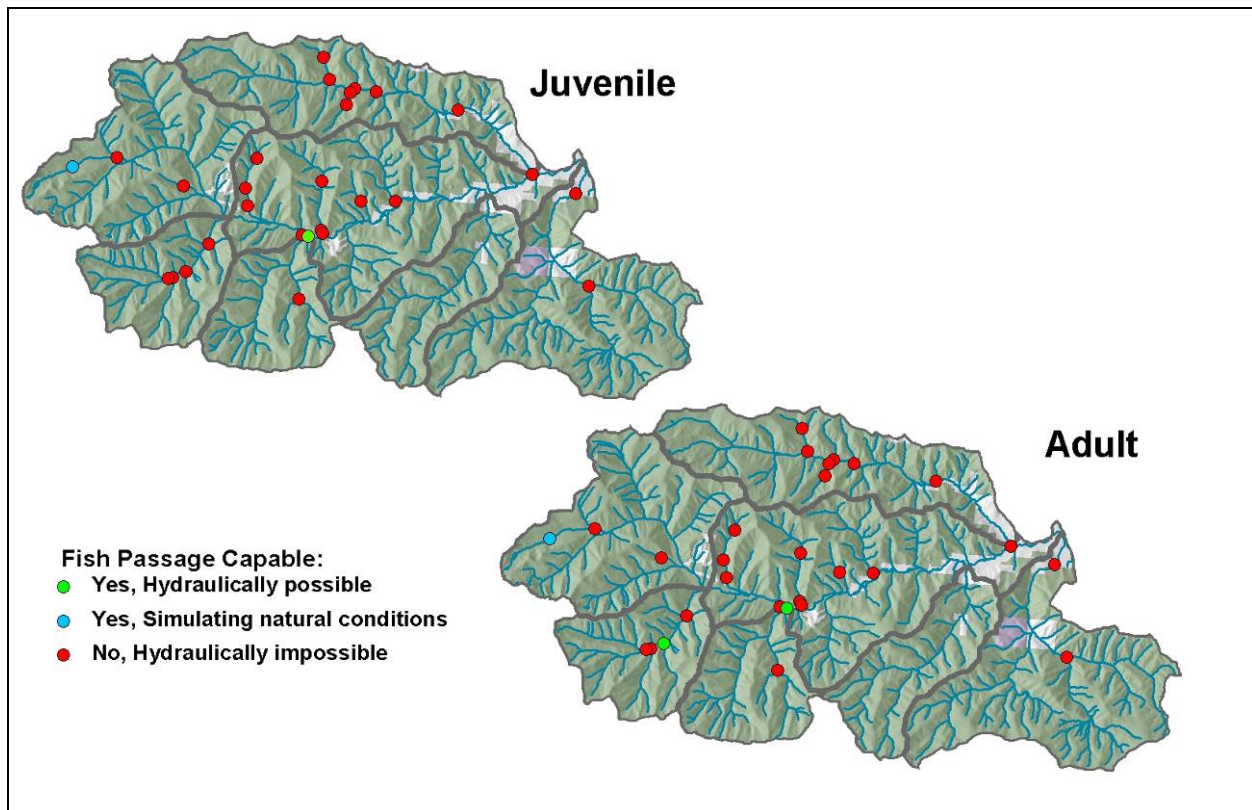 Juvenile
Adult
Fish Passage Capable:
Yes, Hydraulically possible
Yes, Simulating natural conditions
No, Hydraulically impossible